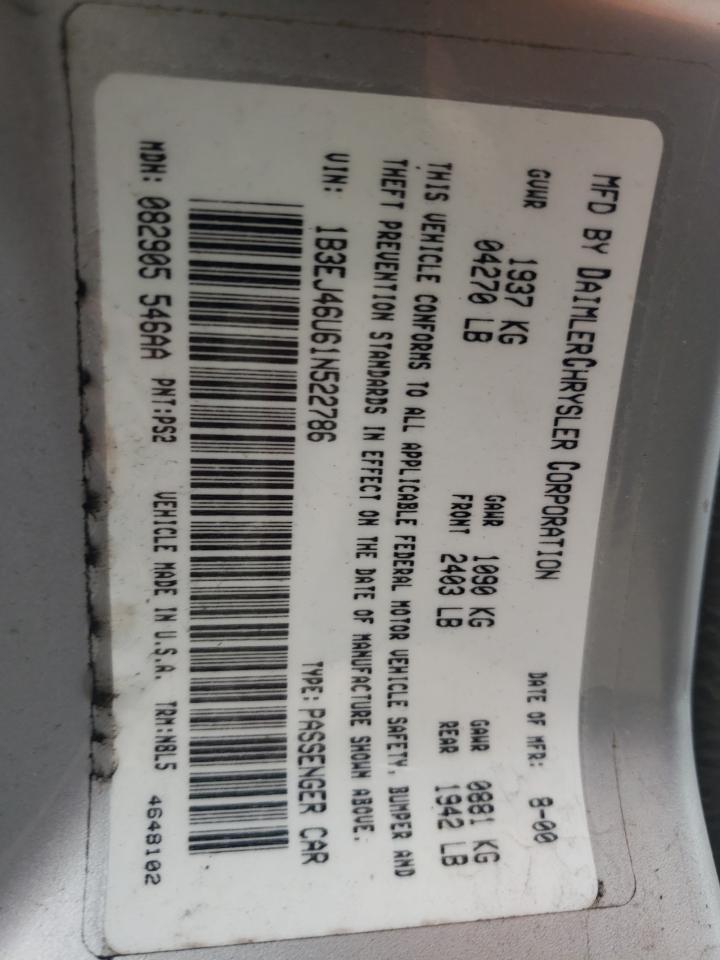 MFD BY DAIMLERCHRYSLER CORPORATION
DATE OF MFR: 8-00
GVWR 1937 KG
04270 LB
GAWR 1090 KG
FRONT 2403 LB
GAWR 0881 KG
REAR 1942 LB
THIS VEHICLE CONFORMS TO ALL APPLICABLE FEDERAL MOTOR VEHICLE SAFETY, BUMPER AND
THEFT PREVENTION STANDARDS IN EFFECT ON THE DATE OF MANUFACTURE SHOWN ABOVE.
VIN: 1B3EJ46U61N522786 TYPE: PASSENGER CAR
MDH: 082905 546AA PNT:PS2 VEHICLE MADE IN U.S.A. TRM:N8L5 4648102